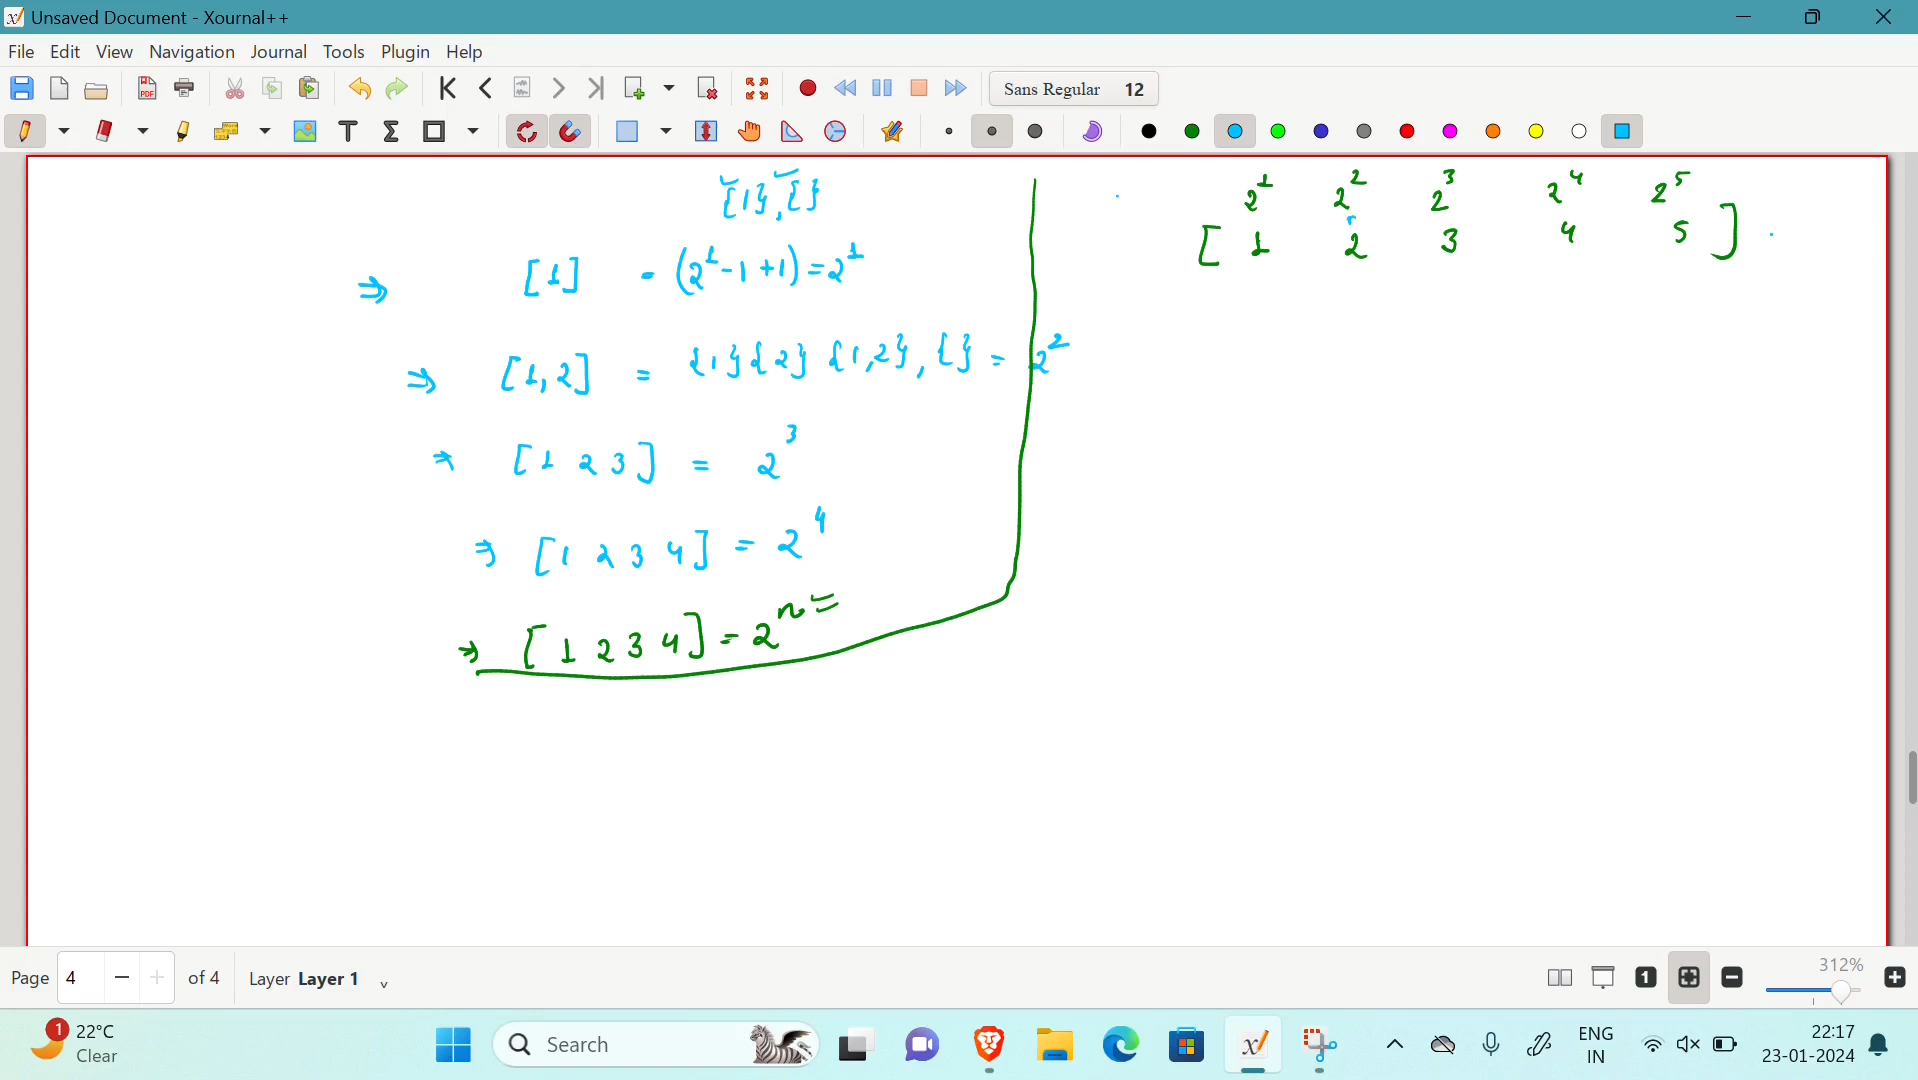 Unsaved Document - Xournal++
File Edit View Navigation Journal Tools Plugin Help
Sans Regular 12
{1},{}
⇒ [1] = (2^1-1+1)=2^1
⇒ [1,2] = {1}{2}{1,2},{} = 2^2
⇒ [1 2 3] = 2^3
⇒ [1 2 3 4] = 2^4
⇒ [1 2 3 4] = 2^n =
2^1 2^2 2^3 2^4 2^5
[1 2 3 4 5]
Page 4 of 4 Layer Layer 1
1
312%
1
22°C
Clear
Search
ENG
IN
22:17
23-01-2024